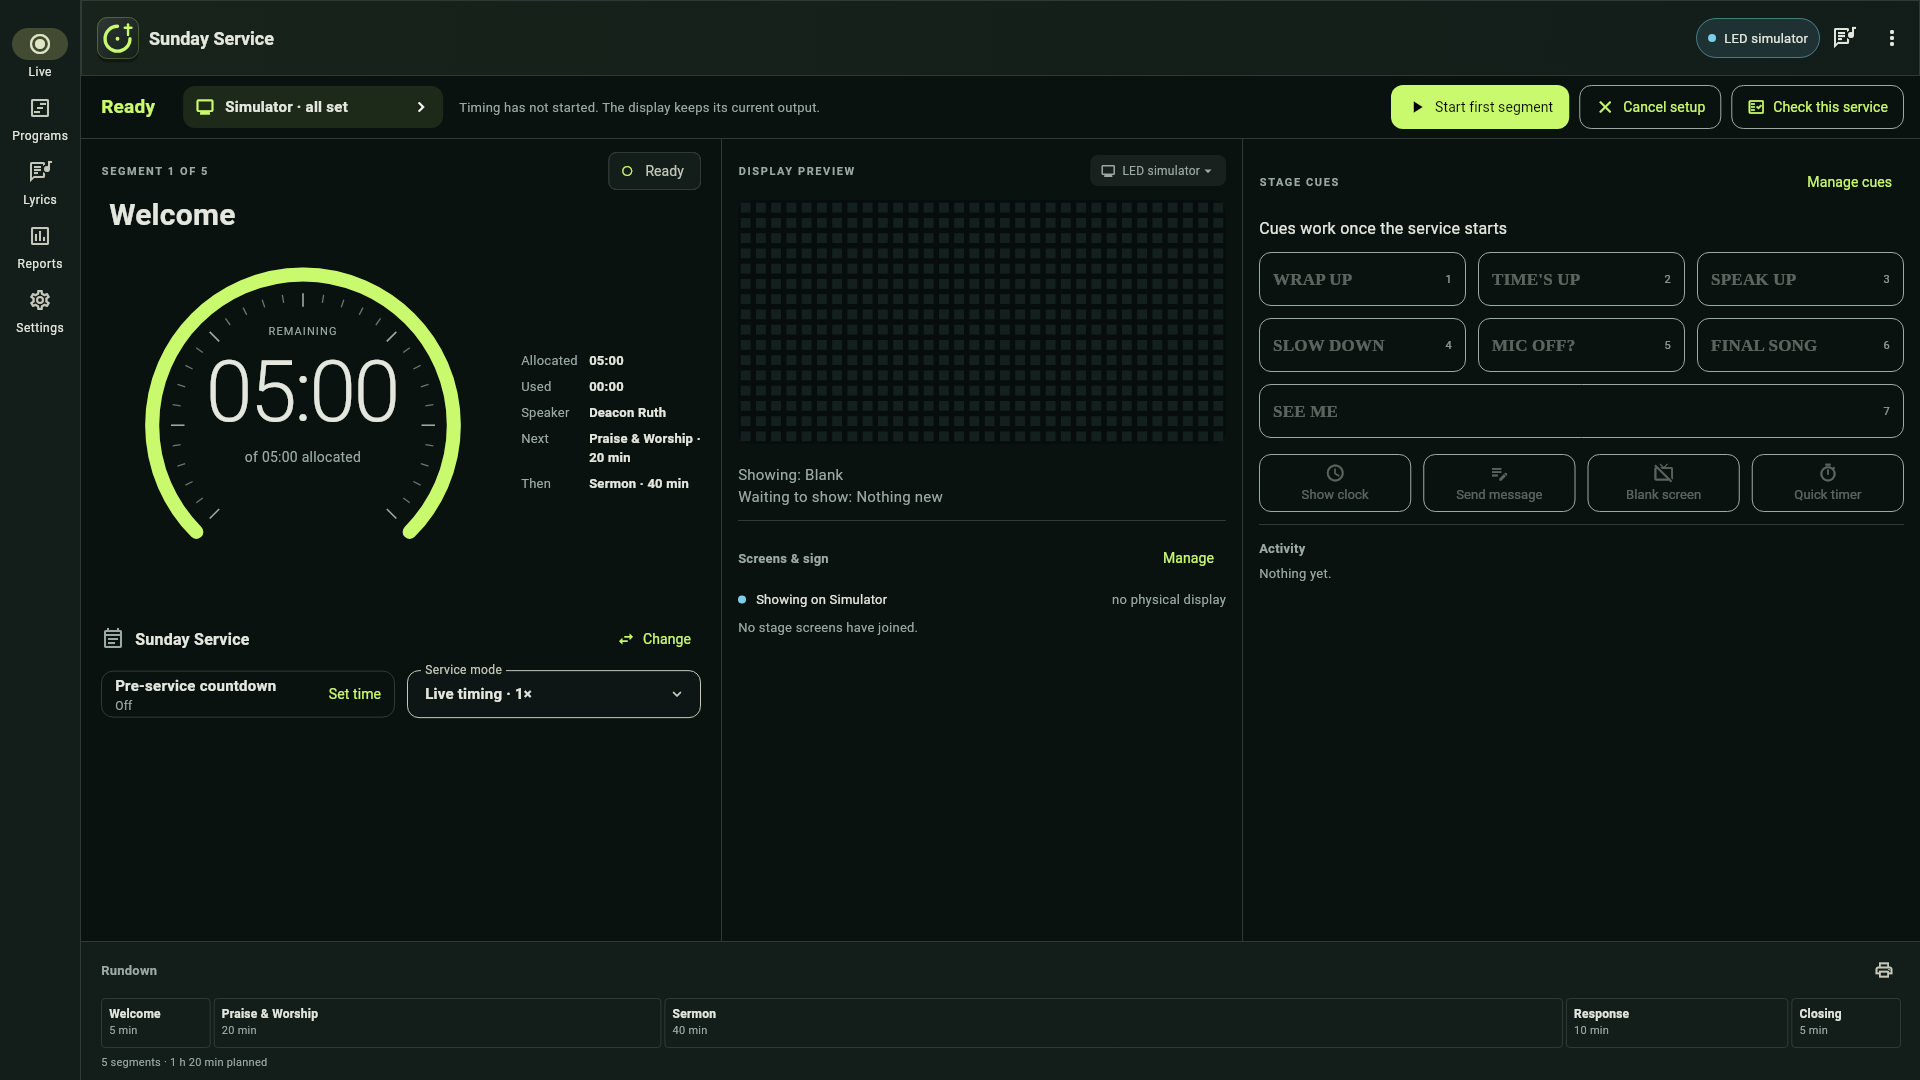 Sunday Service
LED simulator
Live
Programs
Lyrics
Reports
Settings
Ready
Simulator · all set
Timing has not started. The display keeps its current output.
Start first segment
Cancel setup
Check this service
SEGMENT 1 OF 5
Ready
Welcome
REMAINING
05:00
of 05:00 allocated
Allocated 05:00
Used 00:00
Speaker Deacon Ruth
Next Praise & Worship ·
20 min
Then Sermon · 40 min
Sunday Service
Change
Pre-service countdown
Off
Set time
Service mode
Live timing · 1×
DISPLAY PREVIEW
LED simulator
Showing: Blank
Waiting to show: Nothing new
Screens & sign
Manage
Showing on Simulator
no physical display
No stage screens have joined.
STAGE CUES
Manage cues
Cues work once the service starts
WRAP UP 1
TIME'S UP 2
SPEAK UP 3
SLOW DOWN 4
MIC OFF? 5
FINAL SONG 6
SEE ME 7
Show clock
Send message
Blank screen
Quick timer
Activity
Nothing yet.
Rundown
Welcome
5 min
Praise & Worship
20 min
Sermon
40 min
Response
10 min
Closing
5 min
5 segments · 1 h 20 min planned